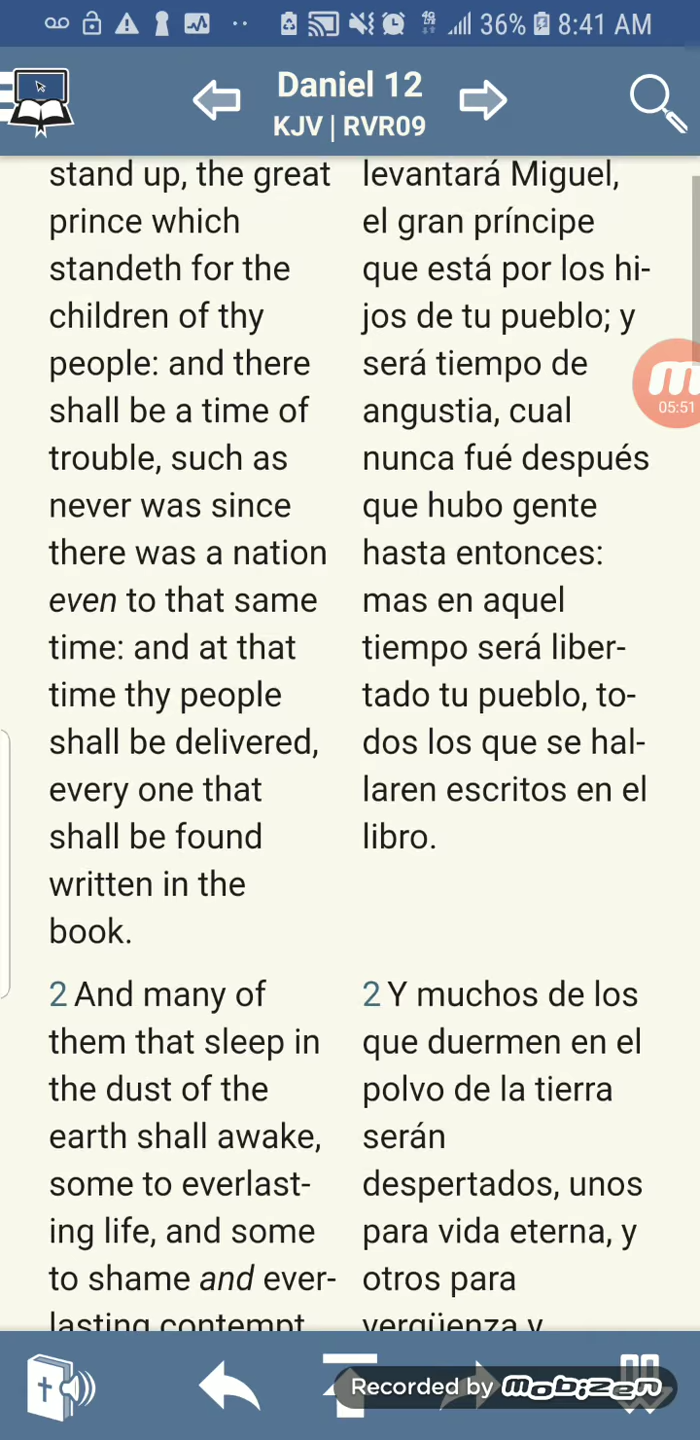 36% 8:41 AM
Daniel 12
KJV | RVR09
stand up, the great
prince which
standeth for the
children of thy
people: and there
shall be a time of
trouble, such as
never was since
there was a nation
even to that same
time: and at that
time thy people
shall be delivered,
every one that
shall be found
written in the
book.
2 And many of
them that sleep in
the dust of the
earth shall awake,
some to everlast-
ing life, and some
to shame and ever-
lasting contempt
levantará Miguel,
el gran príncipe
que está por los hi-
jos de tu pueblo; y
será tiempo de
angustia, cual
nunca fué después
que hubo gente
hasta entonces:
mas en aquel
tiempo será liber-
tado tu pueblo, to-
dos los que se hal-
laren escritos en el
libro.
2 Y muchos de los
que duermen en el
polvo de la tierra
serán
despertados, unos
para vida eterna, y
otros para
vergüenza y
m
05:51
Recorded by mobizen